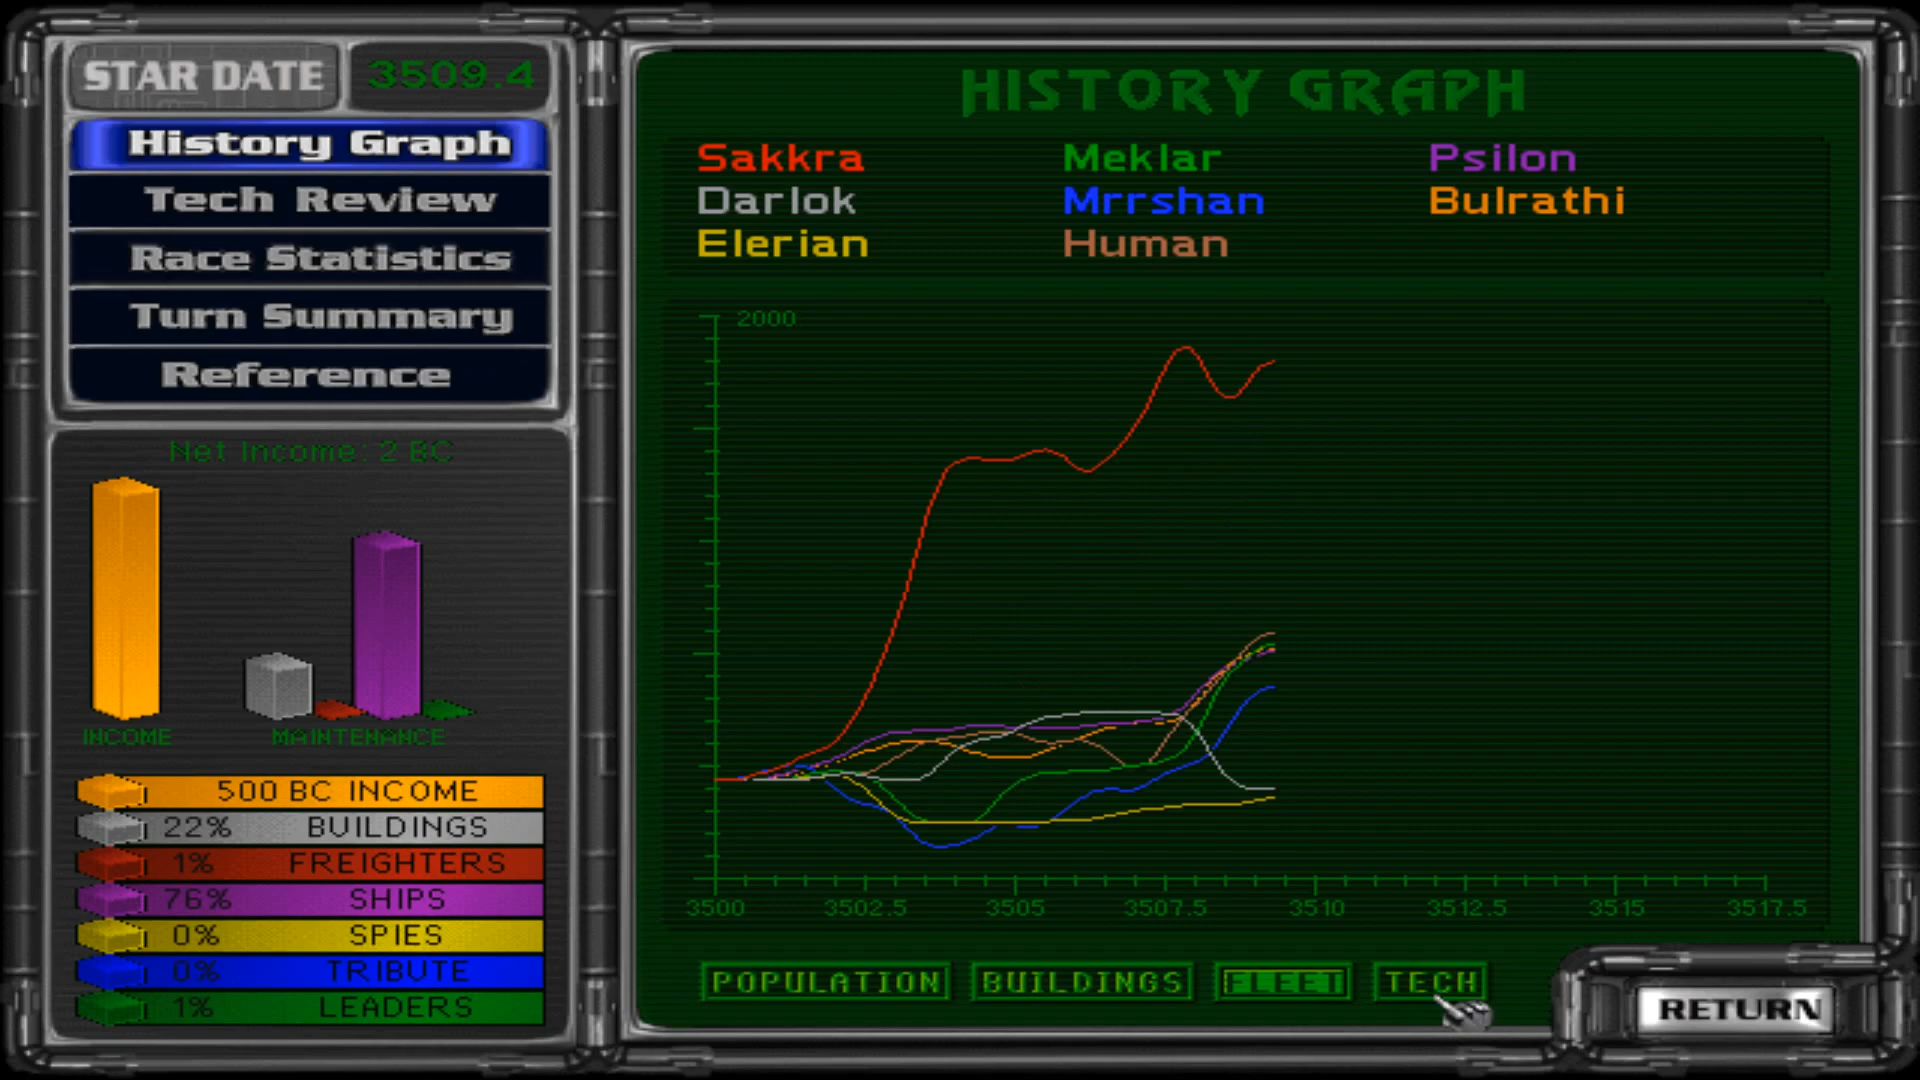 STAR DATE 3509.4
History Graph
Tech Review
Race Statistics
Turn Summary
Reference
Net Income: 2 BC
INCOME MAINTENANCE
500 BC INCOME
22% BUILDINGS
1% FREIGHTERS
76% SHIPS
0% SPIES
0% TRIBUTE
1% LEADERS
HISTORY GRAPH
Sakkra Meklar Psilon
Darlok Mrrshan Bulrathi
Elerian Human
2000
3500 3502.5 3505 3507.5 3510 3512.5 3515 3517.5
POPULATION BUILDINGS FLEET TECH
RETURN